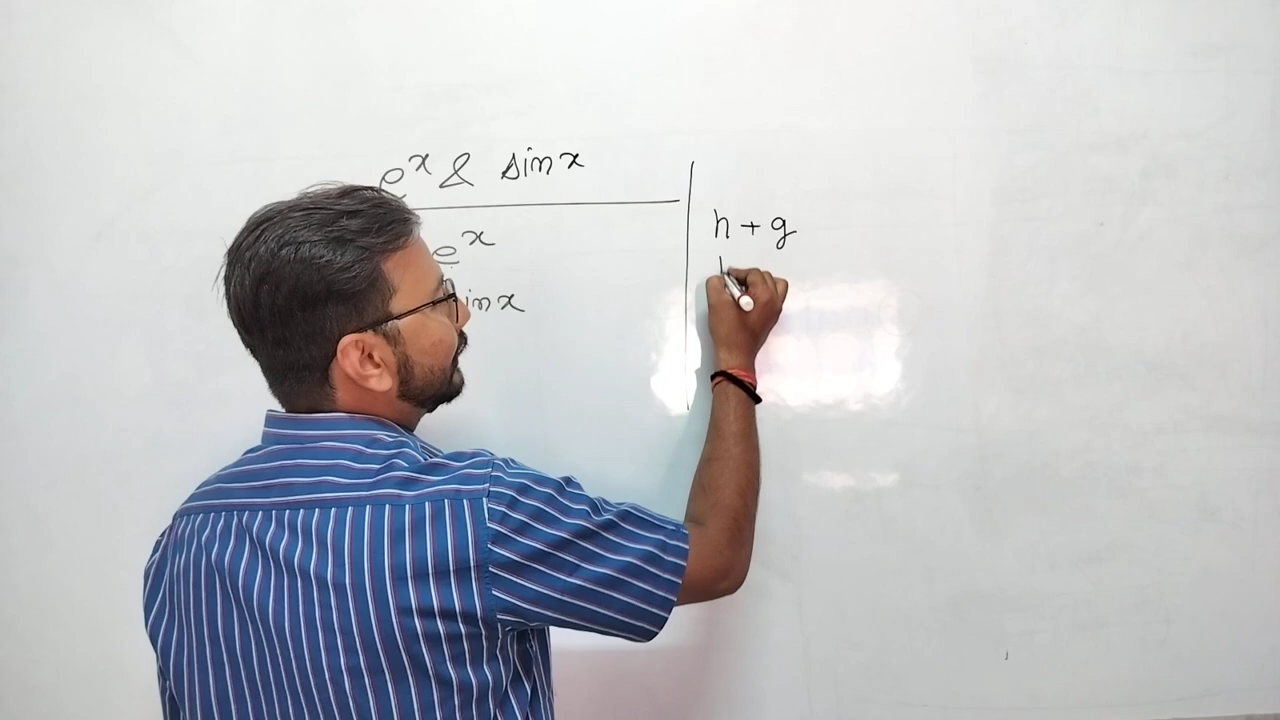 e^x & sin x
e^x
in x
h + g